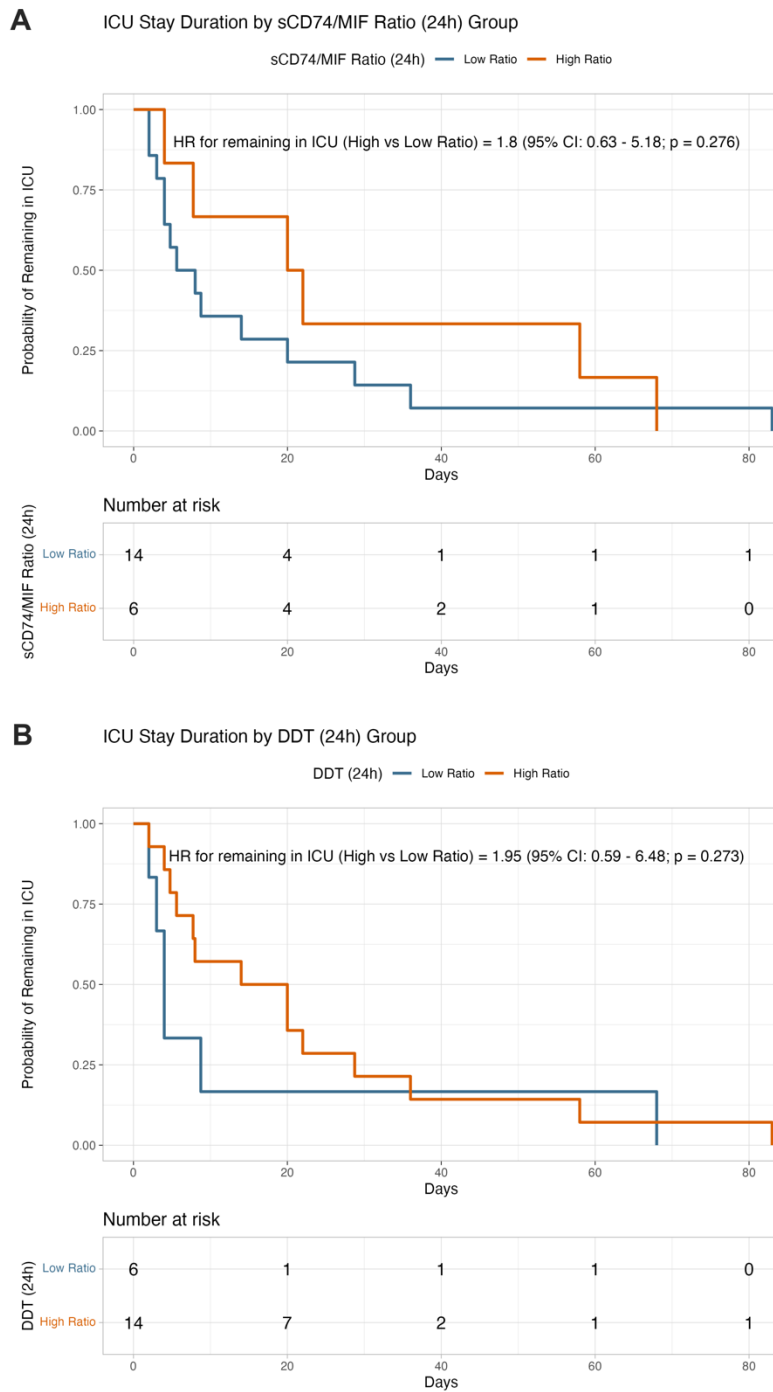 A
ICU Stay Duration by sCD74/MIF Ratio (24h) Group
sCD74/MIF Ratio (24h) Low Ratio High Ratio
HR for remaining in ICU (High vs Low Ratio) = 1.8 (95% CI: 0.63 - 5.18; p = 0.276)
Probability of Remaining in ICU
1.00
0.75
0.50
0.25
0.00
0 20 40 60 80
Days
Number at risk
sCD74/MIF Ratio (24h)
Low Ratio 14 4 1 1 1
High Ratio 6 4 2 1 0
0 20 40 60 80
Days
B
ICU Stay Duration by DDT (24h) Group
DDT (24h) Low Ratio High Ratio
HR for remaining in ICU (High vs Low Ratio) = 1.95 (95% CI: 0.59 - 6.48; p = 0.273)
Probability of Remaining in ICU
1.00
0.75
0.50
0.25
0.00
0 20 40 60 80
Days
Number at risk
DDT (24h)
Low Ratio 6 1 1 1 0
High Ratio 14 7 2 1 1
0 20 40 60 80
Days